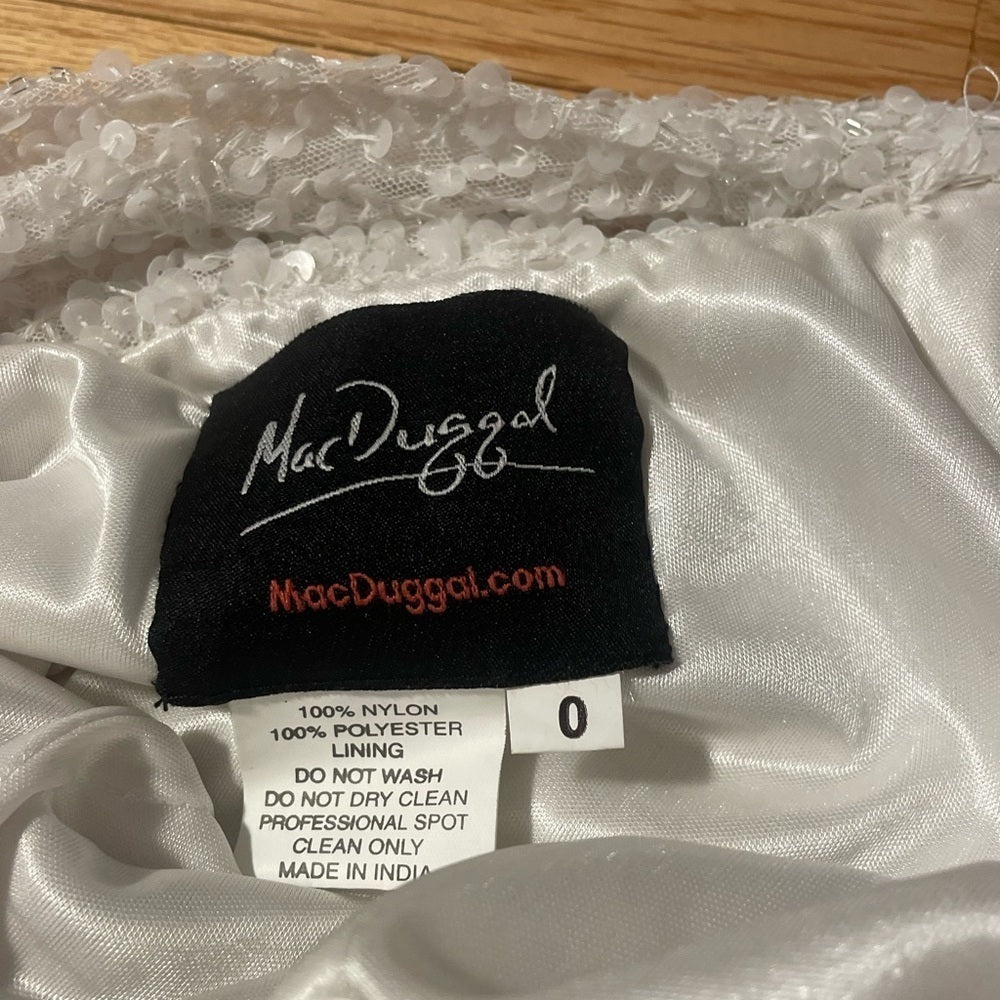 MacDuggal
MacDuggal.com
100% NYLON
100% POLYESTER
LINING
DO NOT WASH
DO NOT DRY CLEAN
PROFESSIONAL SPOT
CLEAN ONLY
MADE IN INDIA
0